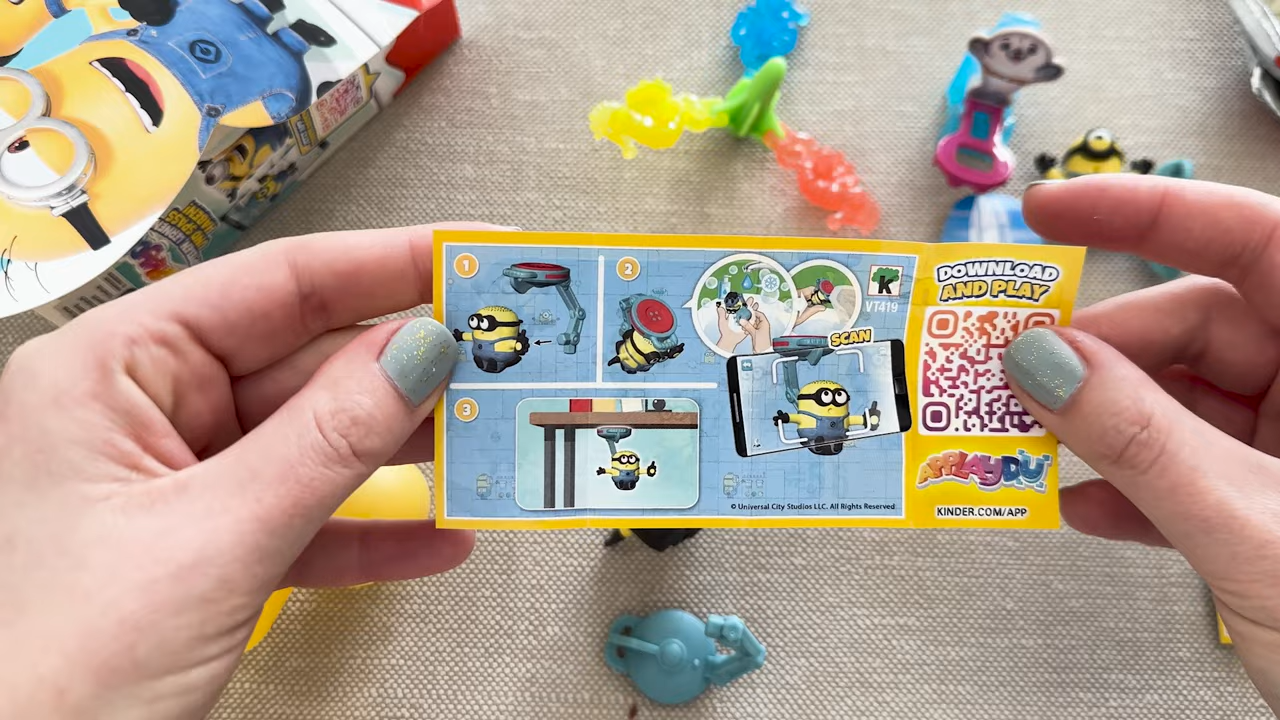 1
2
K
VT419
SCAN
3
© Universal City Studios LLC. All Rights Reserved
DOWNLOAD
AND PLAY
APPLAYDU
KINDER.COM/APP